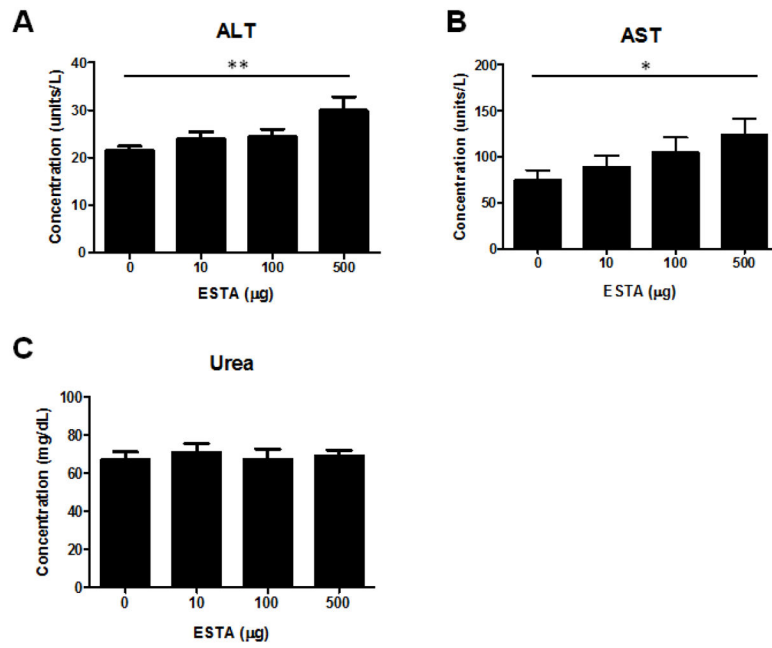 A
ALT
**
Concentration (units/L)
40
30
20
10
0
0 10 100 500
ESTA (μg)
B
AST
*
Concentration (units/L)
200
150
100
50
0
0 10 100 500
ESTA (μg)
C
Urea
Concentration (mg/dL)
100
80
60
40
20
0
0 10 100 500
ESTA (μg)